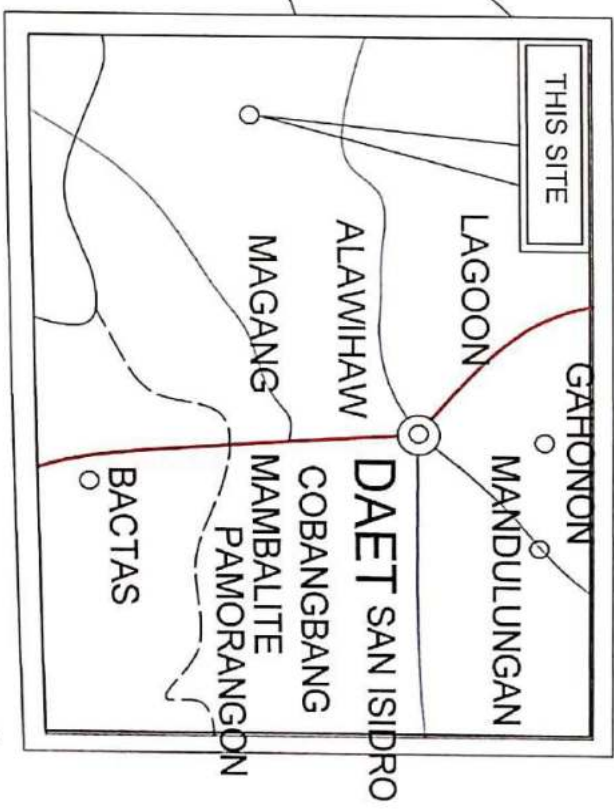 THIS SITE
GAHONON
MANDULUNGAN
LAGOON
DAET SAN ISIDRO
ALAWIHAW
COBANGBANG
MAGANG
MAMBALITE
PAMORANGON
BACTAS